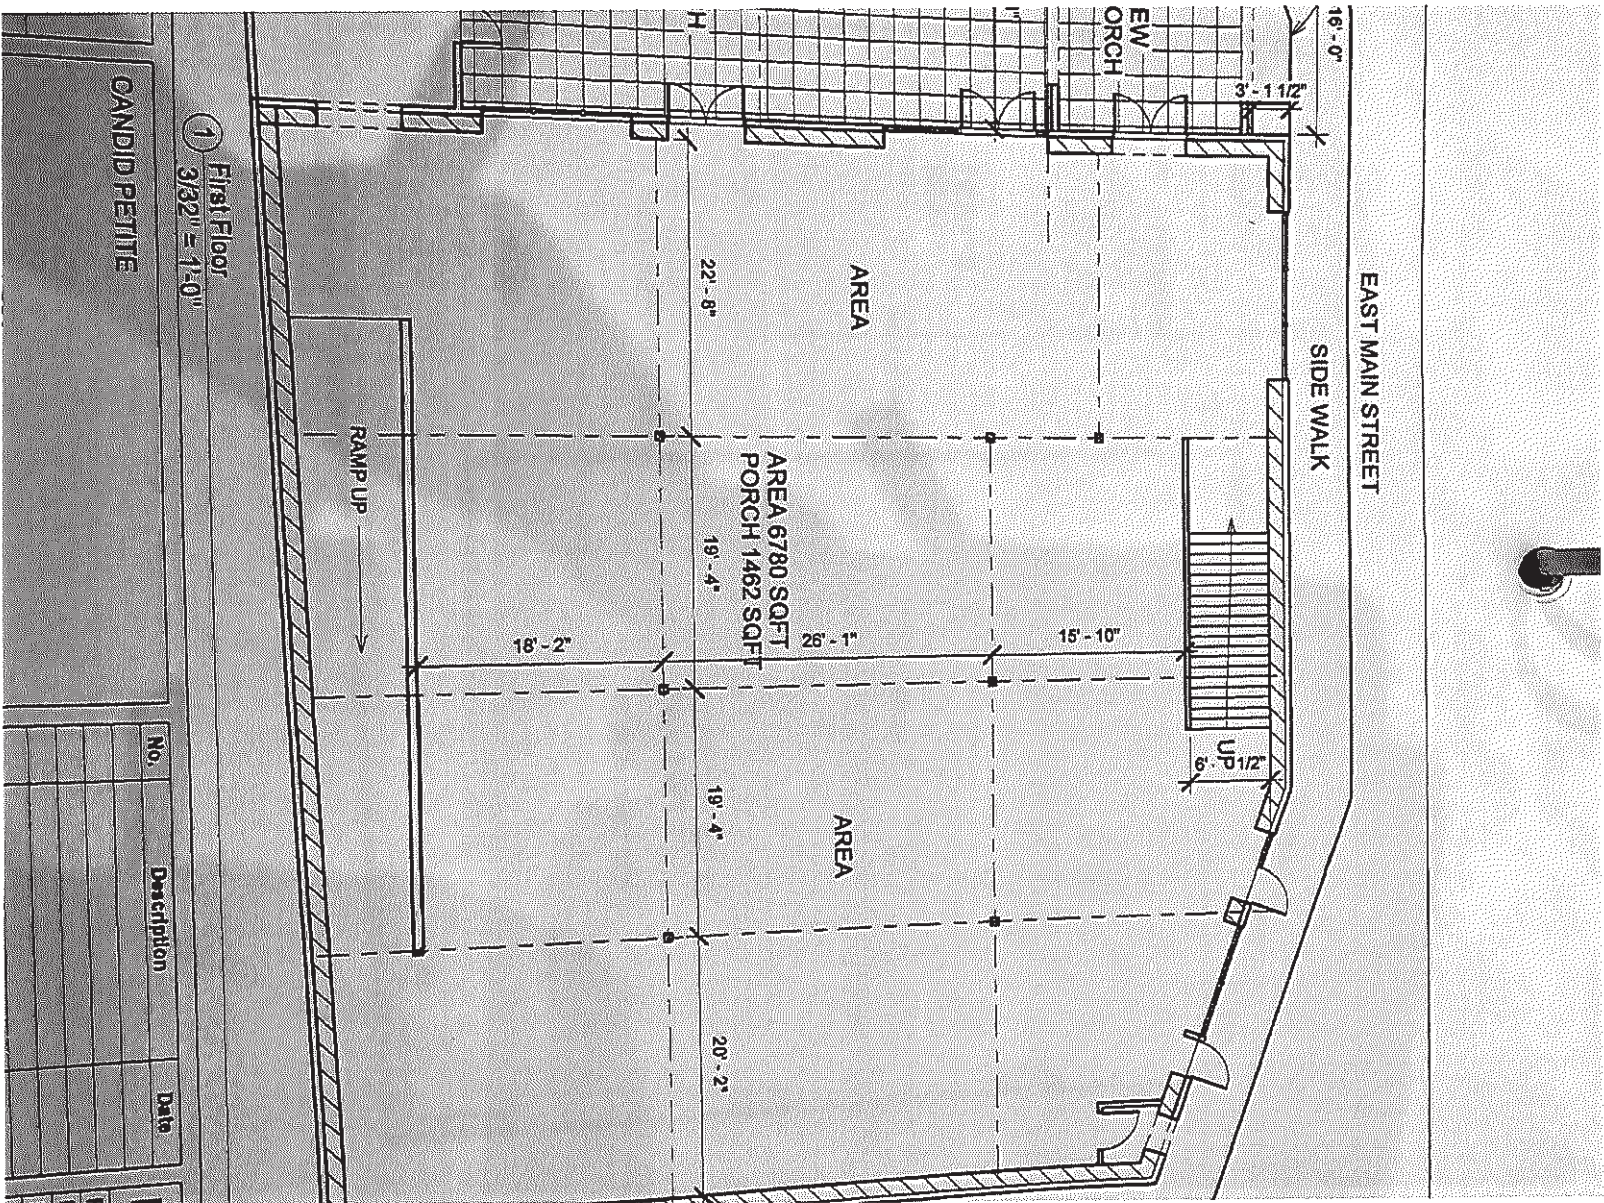 EAST MAIN STREET
SIDE WALK
16' - 0"
3' - 1 1/2"
EW
ORCH
H
22' - 8"
AREA
AREA 6780 SQFT
PORCH 1462 SQFT
19' - 4"
18' - 2"
26' - 1"
15' - 10"
UP
6' - 1/2"
RAMP UP
19' - 4"
AREA
20' - 2"
1
First Floor
3/32" = 1'-0"
CANDID PETITE
No.
Description
Date